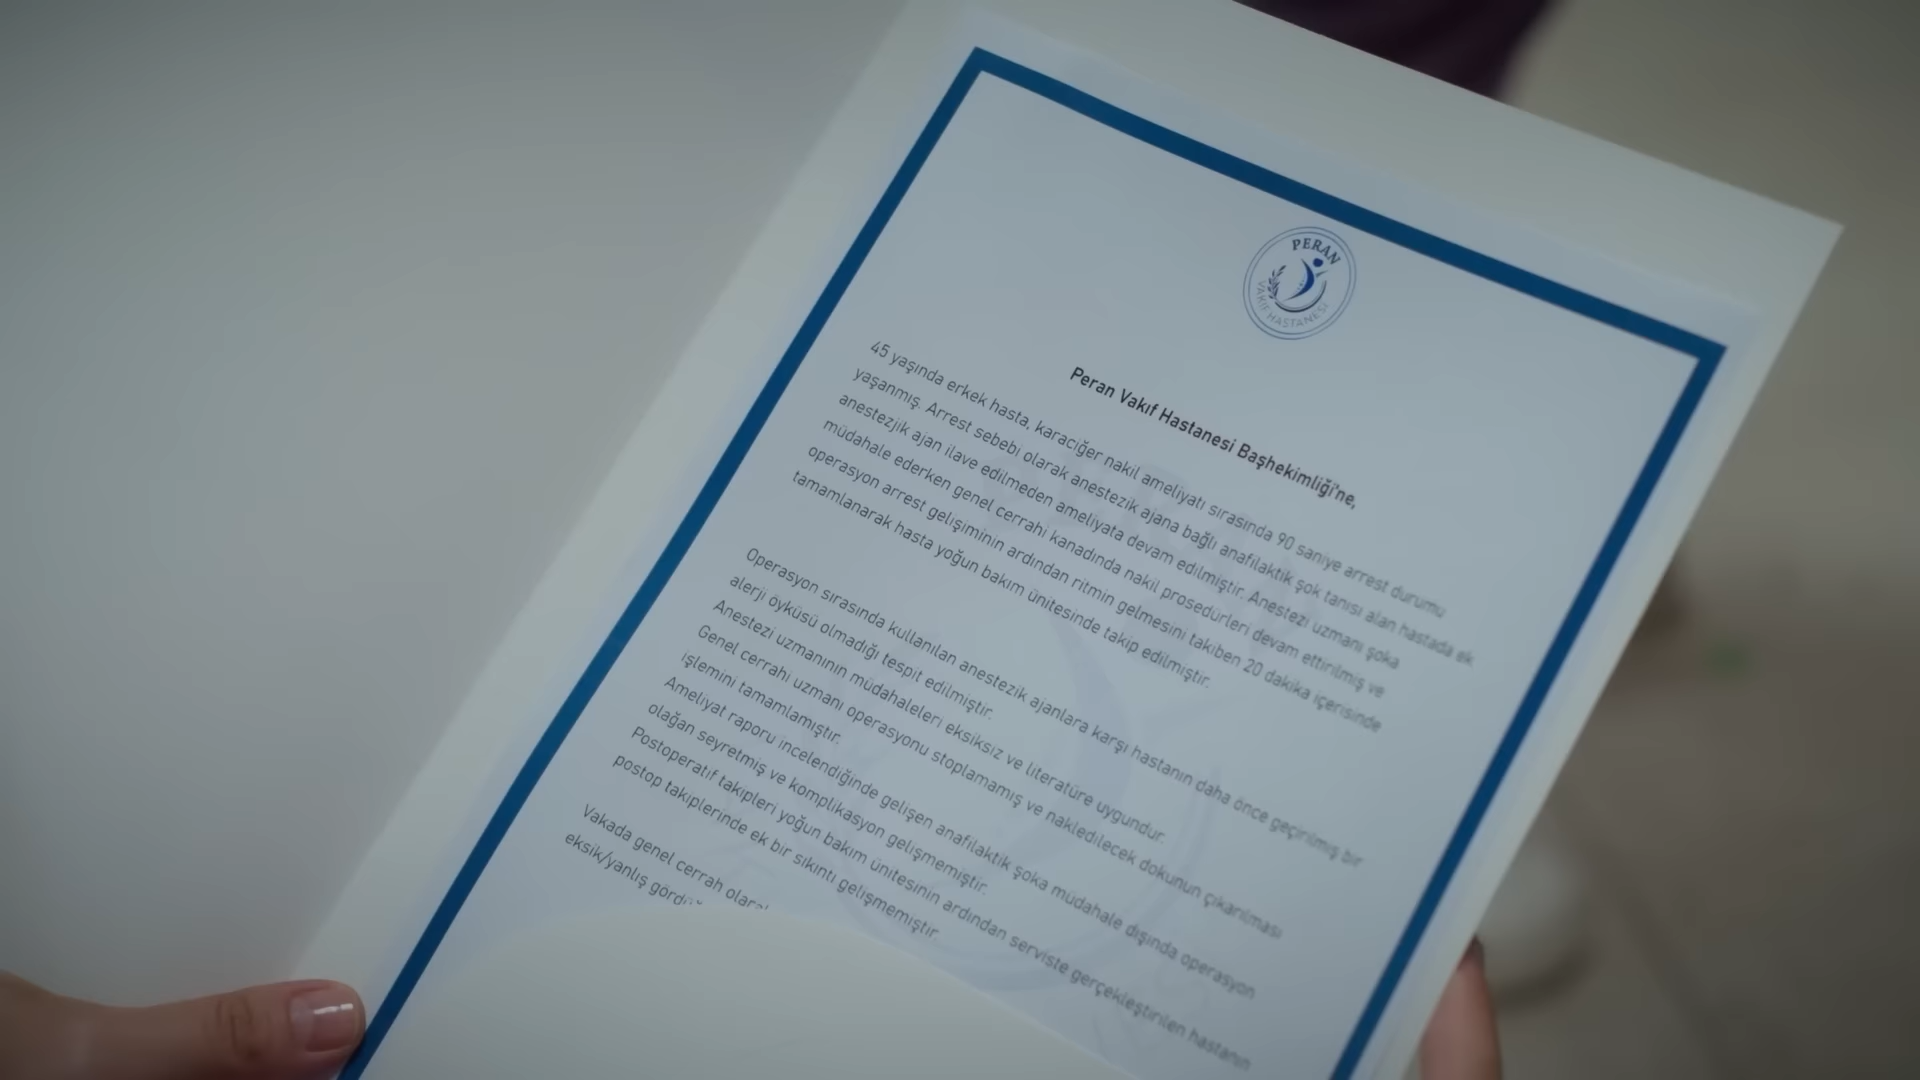 PERAN
VAKIF HASTANESİ
Peran Vakıf Hastanesi Başhekimliği'ne,
45 yaşında erkek hasta, karaciğer nakil ameliyatı sırasında 90 saniye arrest durumu
yaşanmış. Arrest sebebi olarak anestezik ajana bağlı anafilaktik şok tanısı alan hastada ek
anestezjik ajan ilave edilmeden ameliyata devam edilmiştir. Anestezi uzmanı şoka
müdahale ederken genel cerrahi kanadında nakil prosedürleri devam ettirilmiş ve
operasyon arrest gelişiminin ardından ritmin gelmesini takiben 20 dakika içerisinde
tamamlanarak hasta yoğun bakım ünitesinde takip edilmiştir.
Operasyon sırasında kullanılan anestezik ajanlara karşı hastanın daha önce geçirilmiş bir
alerji öyküsü olmadığı tespit edilmiştir.
Anestezi uzmanının müdahaleleri eksiksiz ve literatüre uygundur.
Genel cerrahi uzmanı operasyonu stoplamamış ve nakledilecek dokunun çıkarılması
işlemini tamamlamıştır.
Ameliyat raporu incelendiğinde gelişen anafilaktik şoka müdahale dışında operasyon
olağan seyretmiş ve komplikasyon gelişmemiştir.
Postoperatif takipleri yoğun bakım ünitesinin ardından serviste gerçekleştirilen hastanın
postop takiplerinde ek bir sıkıntı gelişmemiştir.
Vakada genel cerrah
eksik/yanlış